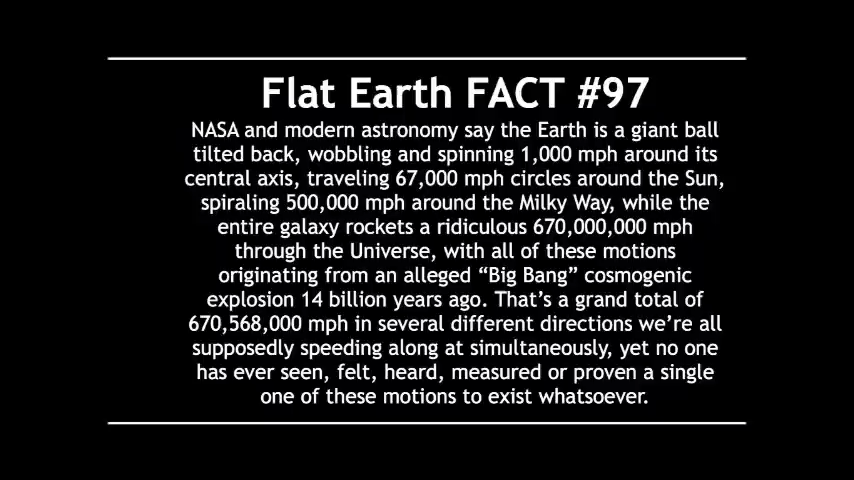 Flat Earth FACT #97
NASA and modern astronomy say the Earth is a giant ball
tilted back, wobbling and spinning 1,000 mph around its
central axis, traveling 67,000 mph circles around the Sun,
spiraling 500,000 mph around the Milky Way, while the
entire galaxy rockets a ridiculous 670,000,000 mph
through the Universe, with all of these motions
originating from an alleged “Big Bang” cosmogenic
explosion 14 billion years ago. That’s a grand total of
670,568,000 mph in several different directions we’re all
supposedly speeding along at simultaneously, yet no one
has ever seen, felt, heard, measured or proven a single
one of these motions to exist whatsoever.